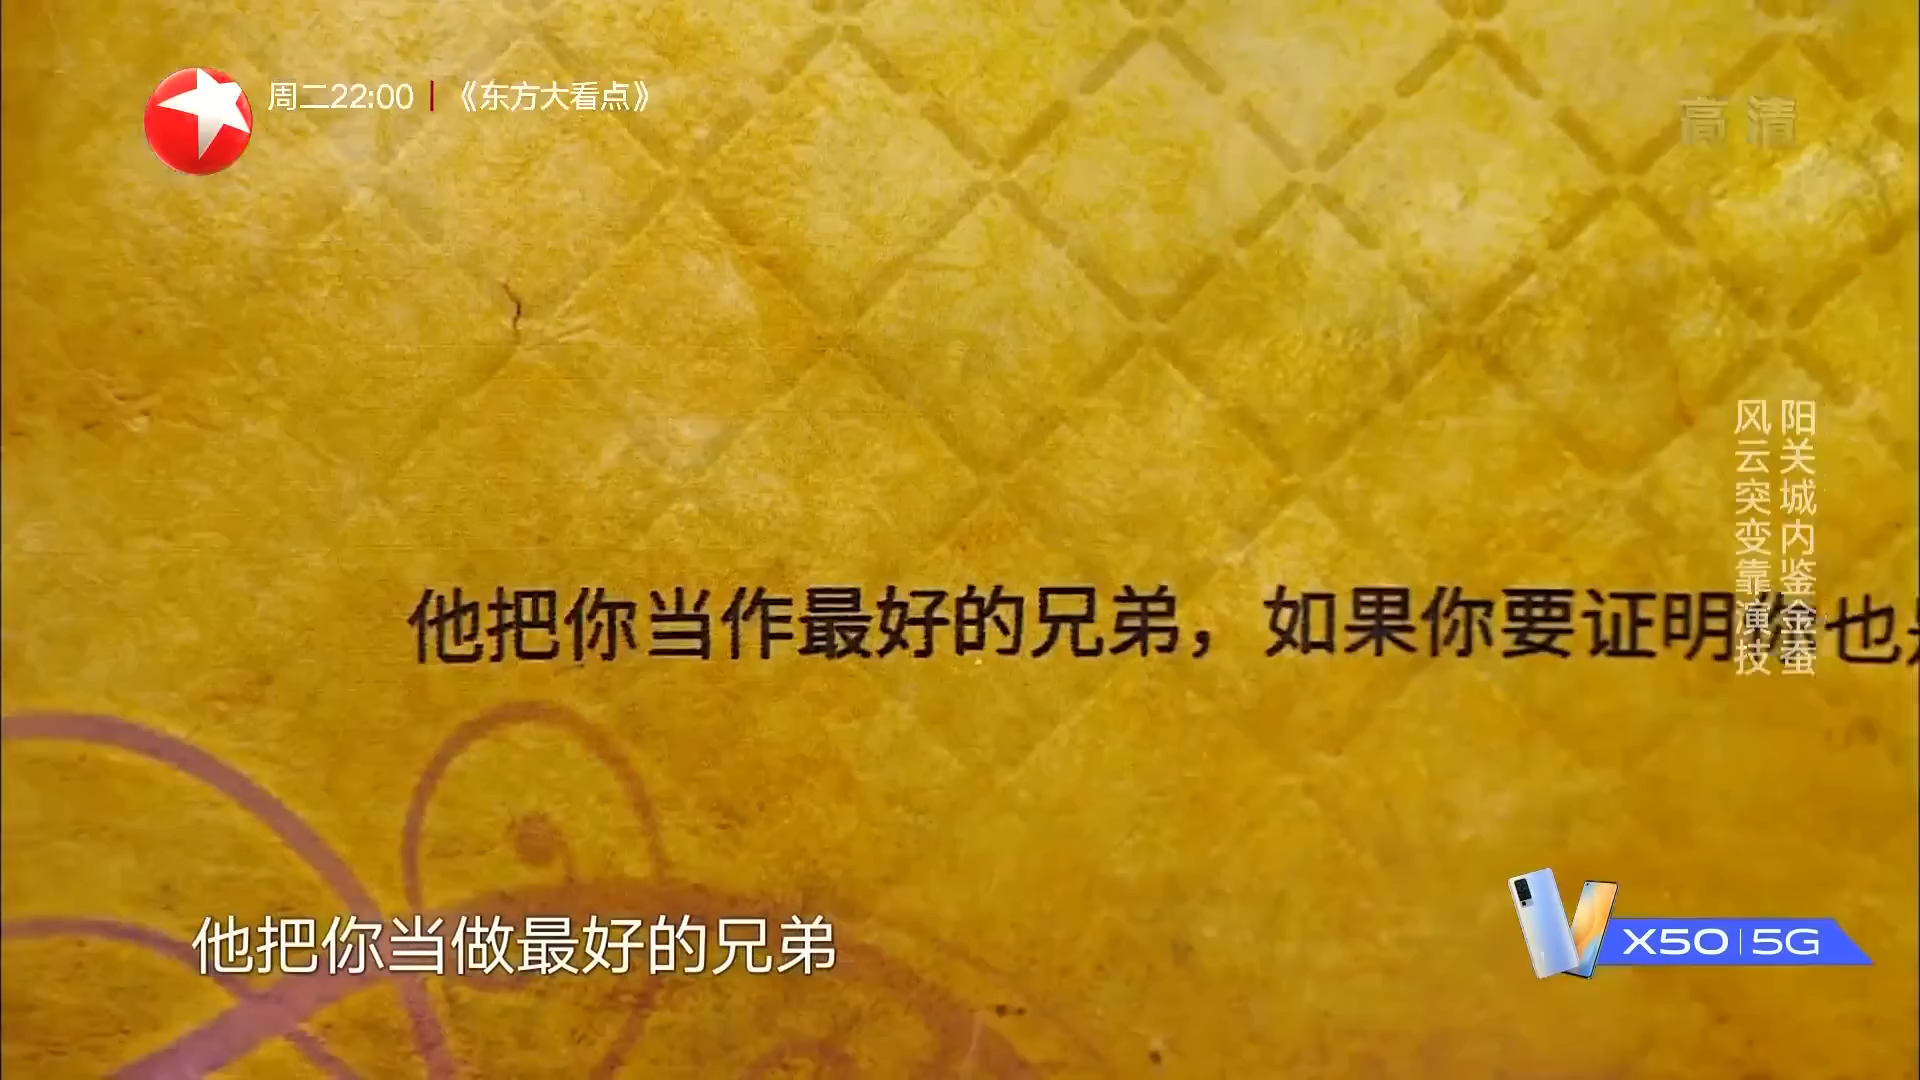 周二22:00 | 《东方大看点》
高清
阳关城内鉴金蚕
风云突变靠演技
他把你当作最好的兄弟，如果你要证明你也
他把你当做最好的兄弟
X50|5G